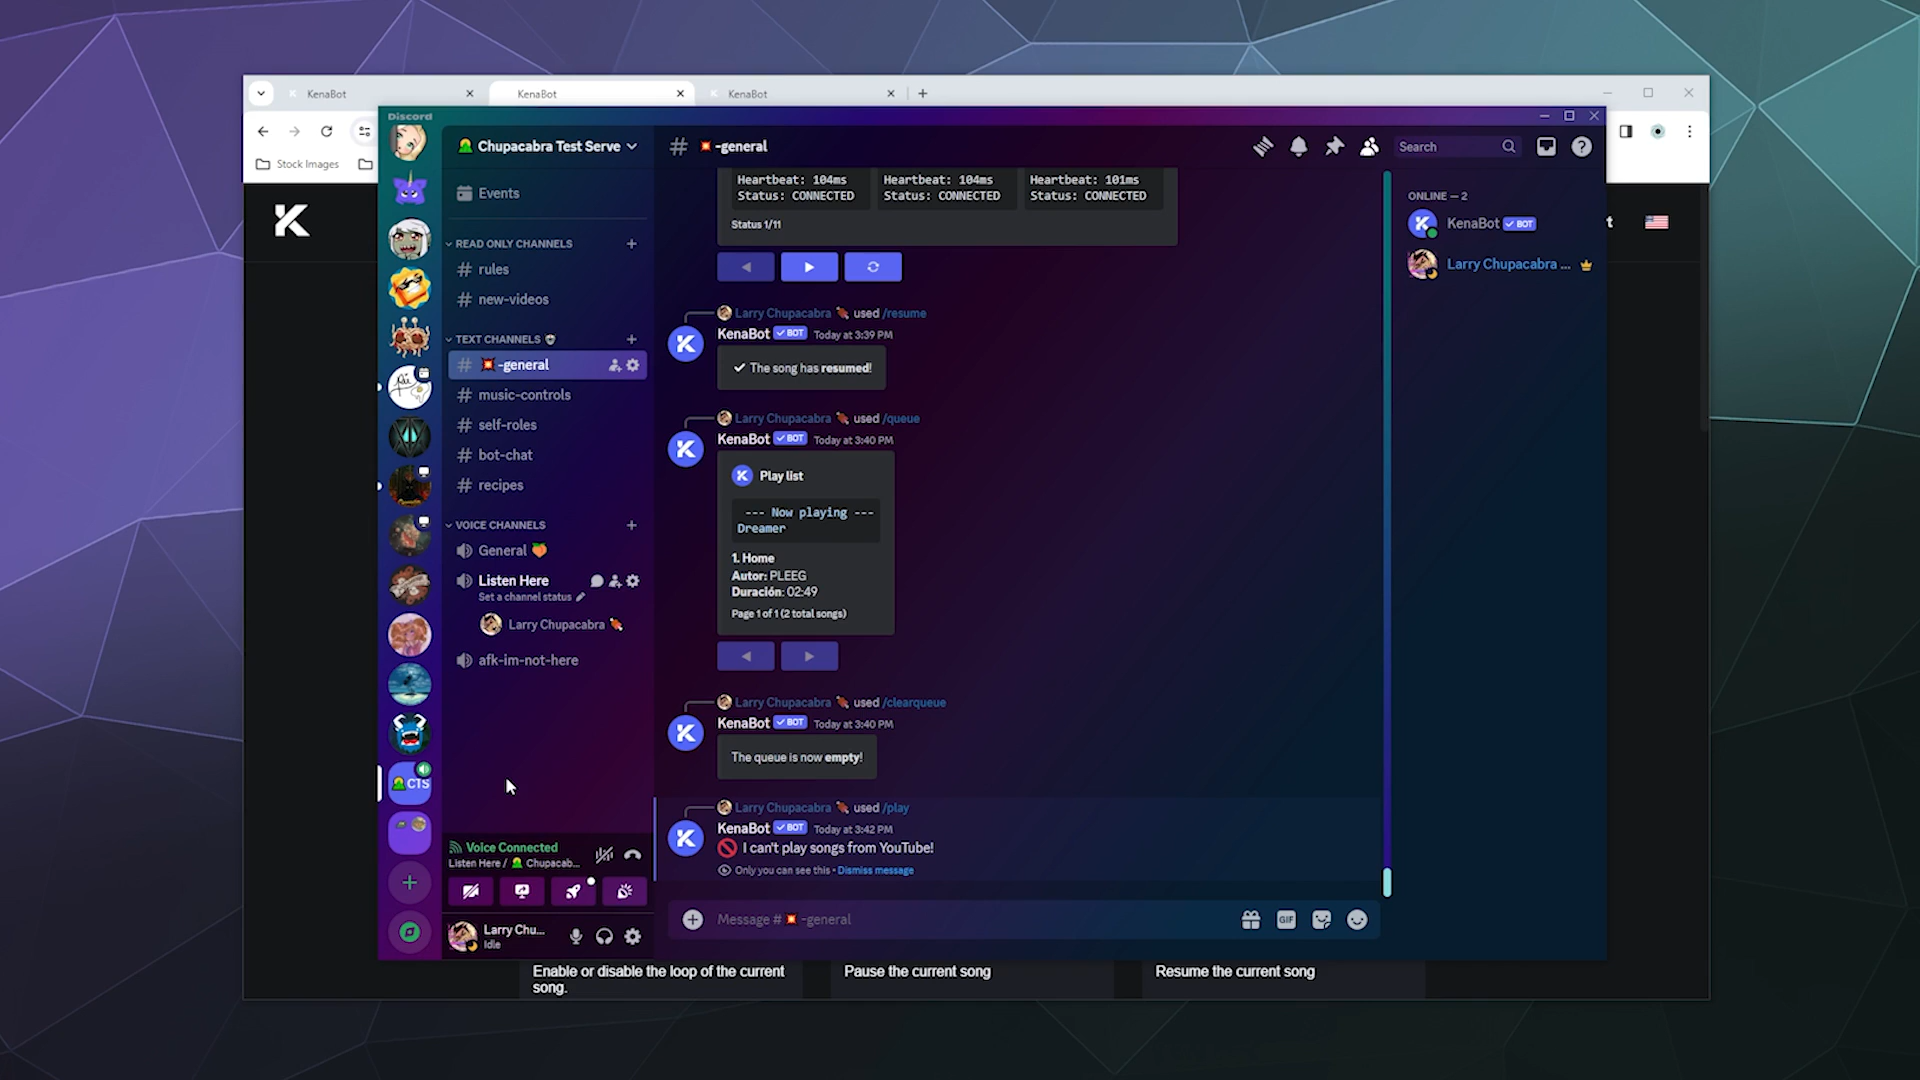 KenaBot
KenaBot
KenaBot
Stock Images
Discord
Chupacabra Test Serve
Events
READ ONLY CHANNELS
# rules
# new-videos
TEXT CHANNELS
# -general
# music-controls
# self-roles
# bot-chat
# recipes
VOICE CHANNELS
General
Listen Here
Set a channel status
Larry Chupacabra
afk-im-not-here
CTS
Voice Connected
Listen Here / Chupacab...
Larry Chu...
Idle
# -general
Search
Heartbeat: 104ms
Status: CONNECTED
Heartbeat: 104ms
Status: CONNECTED
Heartbeat: 101ms
Status: CONNECTED
Status 1/11
Larry Chupacabra used /resume
KenaBot BOT Today at 3:39 PM
The song has resumed!
Larry Chupacabra used /queue
KenaBot BOT Today at 3:40 PM
K Play list
--- Now playing ---
Dreamer
1. Home
Autor: PLEEG
Duración: 02:49
Page 1 of 1 (2 total songs)
Larry Chupacabra used /clearqueue
KenaBot BOT Today at 3:40 PM
The queue is now empty!
Larry Chupacabra used /play
KenaBot BOT Today at 3:42 PM
I can't play songs from YouTube!
Only you can see this • Dismiss message
Message # -general
GIF
ONLINE — 2
KenaBot BOT
Larry Chupacabra ...
Enable or disable the loop of the current
song.
Pause the current song
Resume the current song